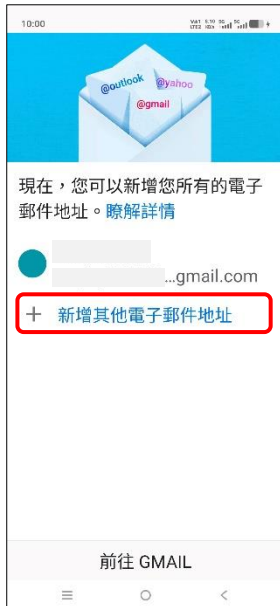 10:00
@outlook
@yahoo
@gmail
現在，您可以新增您所有的電子
郵件地址。瞭解詳情
...gmail.com
+ 新增其他電子郵件地址
前往 GMAIL